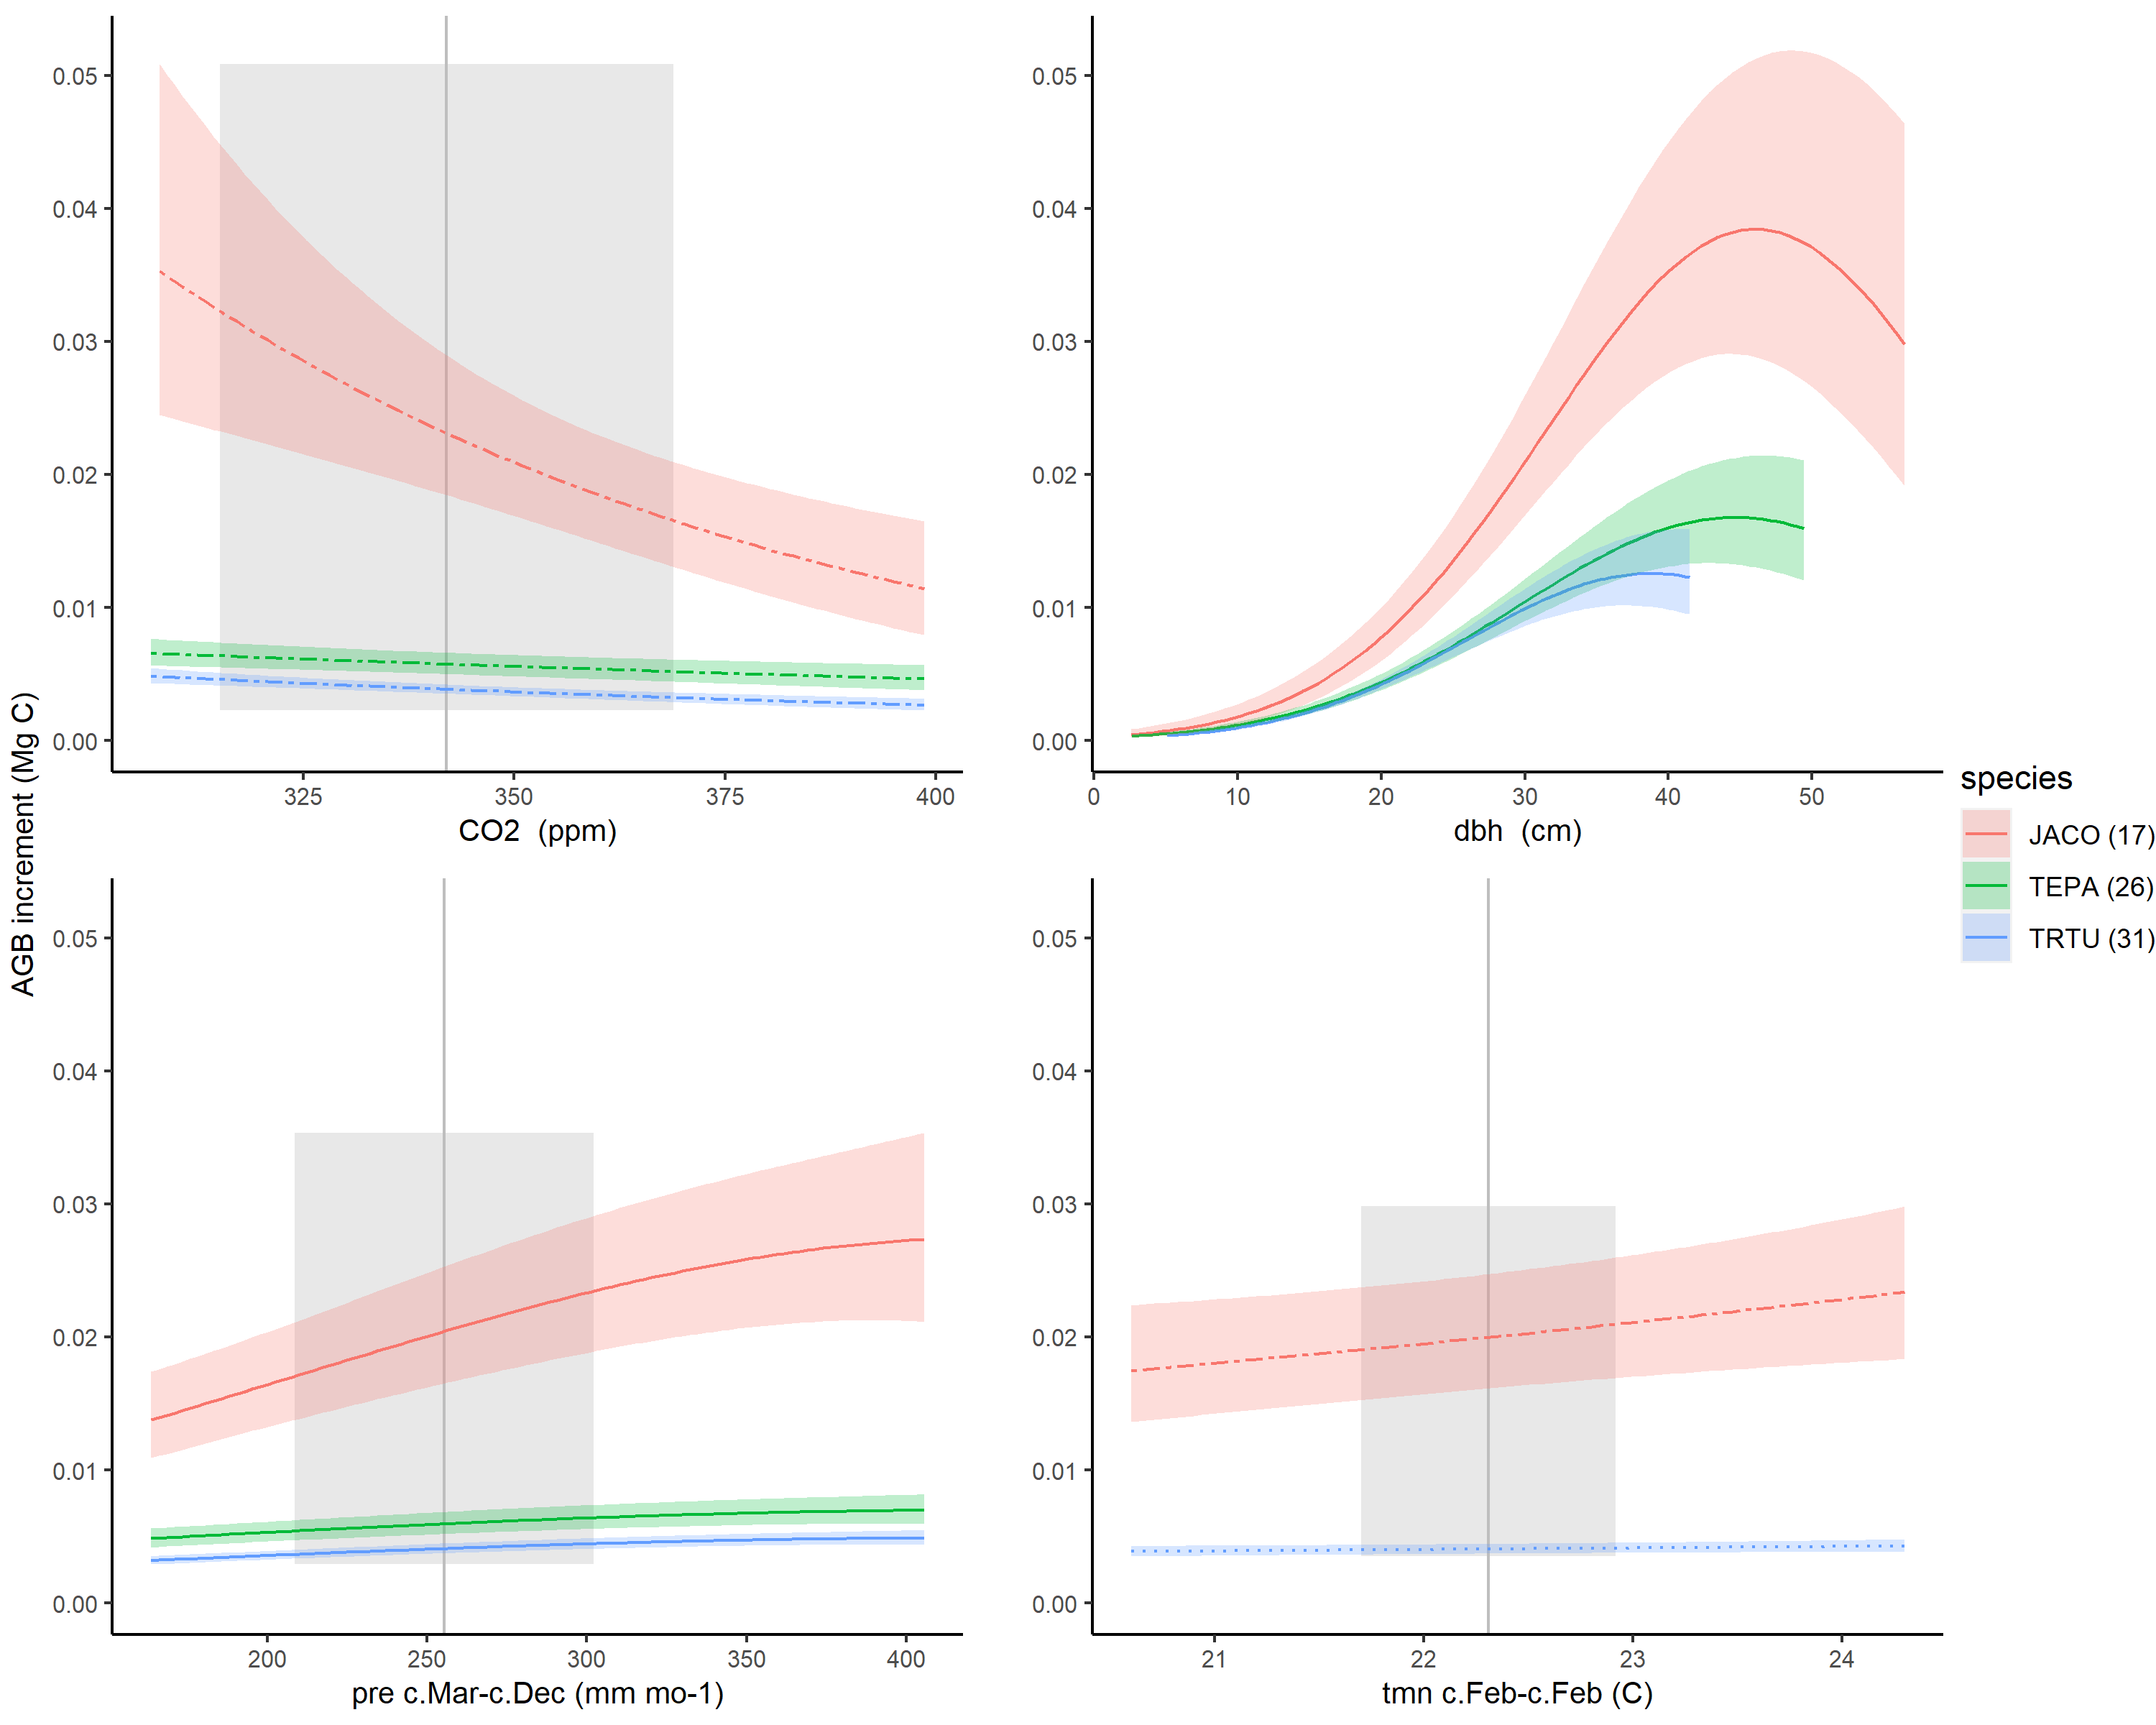 AGB increment (Mg C)
0.05
0.04
0.03
0.02
0.01
0.00
325 350 375 400
CO2 (ppm)
0.05
0.04
0.03
0.02
0.01
0.00
0 10 20 30 40 50
dbh (cm)
0.05
0.04
0.03
0.02
0.01
0.00
200 250 300 350 400
pre c.Mar-c.Dec (mm mo-1)
0.05
0.04
0.03
0.02
0.01
0.00
21 22 23 24
tmn c.Feb-c.Feb (C)
species
JACO (17)
TEPA (26)
TRTU (31)